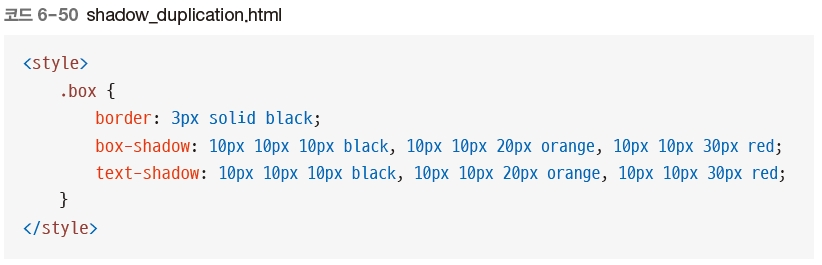 코드 6-50 shadow_duplication.html
<style>
.box {
border: 3px solid black;
box-shadow: 10px 10px 10px black, 10px 10px 20px orange, 10px 10px 30px red;
text-shadow: 10px 10px 10px black, 10px 10px 20px orange, 10px 10px 30px red;
}
</style>